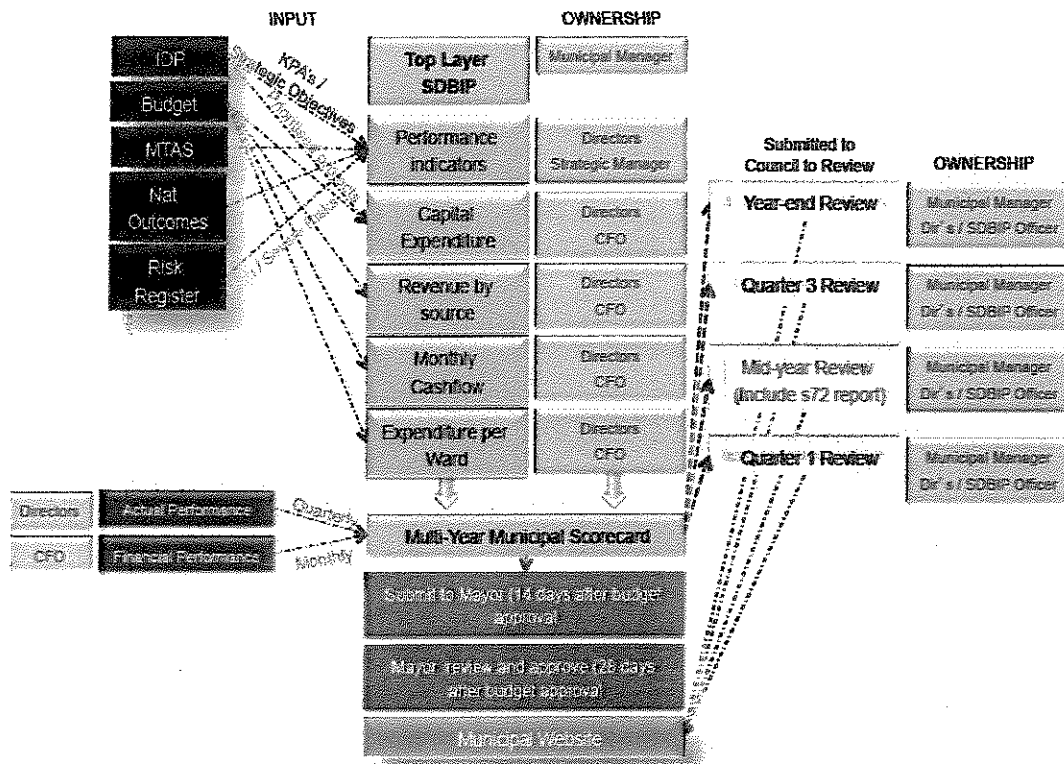 INPUT
OWNERSHIP
IDP
Budget
MTAS
Nat
Outcomes
Risk
Register
KPA's /
Strategic Objectives
Top Layer
SDBIP
Municipal Manager
Performance
indicators
Directors
Strategic Manager
Capital
Expenditure
Directors
CFO
Revenue by
source
Directors
CFO
Monthly
Cashflow
Directors
CFO
Expenditure per
Ward
Directors
CFO
Submitted to
Council to Review
OWNERSHIP
Year-end Review
Municipal Manager
Dir's / SDBIP Officer
Quarter 3 Review
Municipal Manager
Dir's / SDBIP Officer
Mid-year Review
(Include s72 report)
Municipal Manager
Dir's / SDBIP Officer
Quarter 1 Review
Municipal Manager
Dir's / SDBIP Officer
Directors
Actual Performance
Quarterly
CFO
Financial Performance
Monthly
Multi-Year Municipal Scorecard
Submit to Mayor (14 days after budget
approval
Mayor review and approve (28 days
after budget approval
Municipal Website